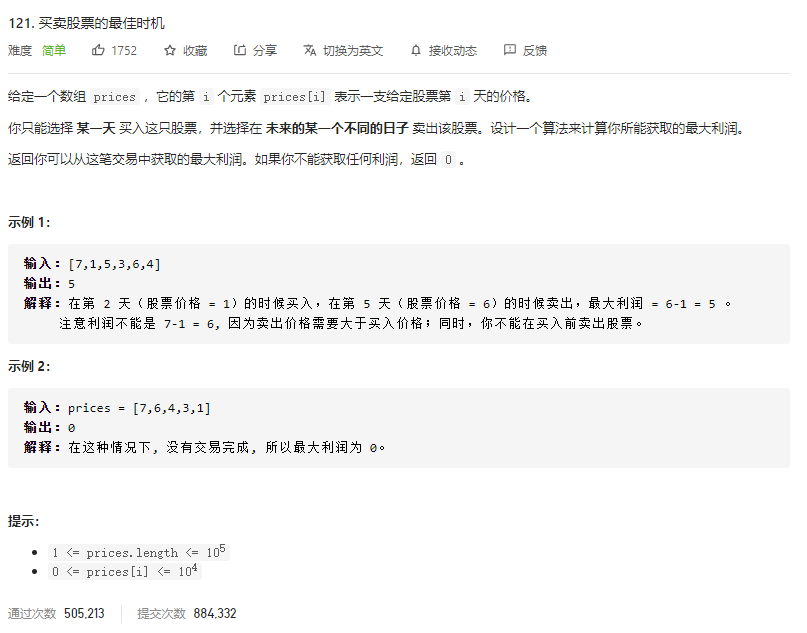 121. 买卖股票的最佳时机
难度 简单 1752 收藏 分享 切换为英文 接收动态 反馈
给定一个数组 prices ，它的第 i 个元素 prices[i] 表示一支给定股票第 i 天的价格。
你只能选择 某一天 买入这只股票，并选择在 未来的某一个不同的日子 卖出该股票。设计一个算法来计算你所能获取的最大利润。
返回你可以从这笔交易中获取的最大利润。如果你不能获取任何利润，返回 0 。
示例 1：
输入：[7,1,5,3,6,4]
输出：5
解释：在第 2 天（股票价格 = 1）的时候买入，在第 5 天（股票价格 = 6）的时候卖出，最大利润 = 6-1 = 5 。
注意利润不能是 7-1 = 6, 因为卖出价格需要大于买入价格；同时，你不能在买入前卖出股票。
示例 2：
输入：prices = [7,6,4,3,1]
输出：0
解释：在这种情况下, 没有交易完成, 所以最大利润为 0。
提示：
• 1 <= prices.length <= 10⁵
• 0 <= prices[i] <= 10⁴
通过次数 505,213 提交次数 884,332